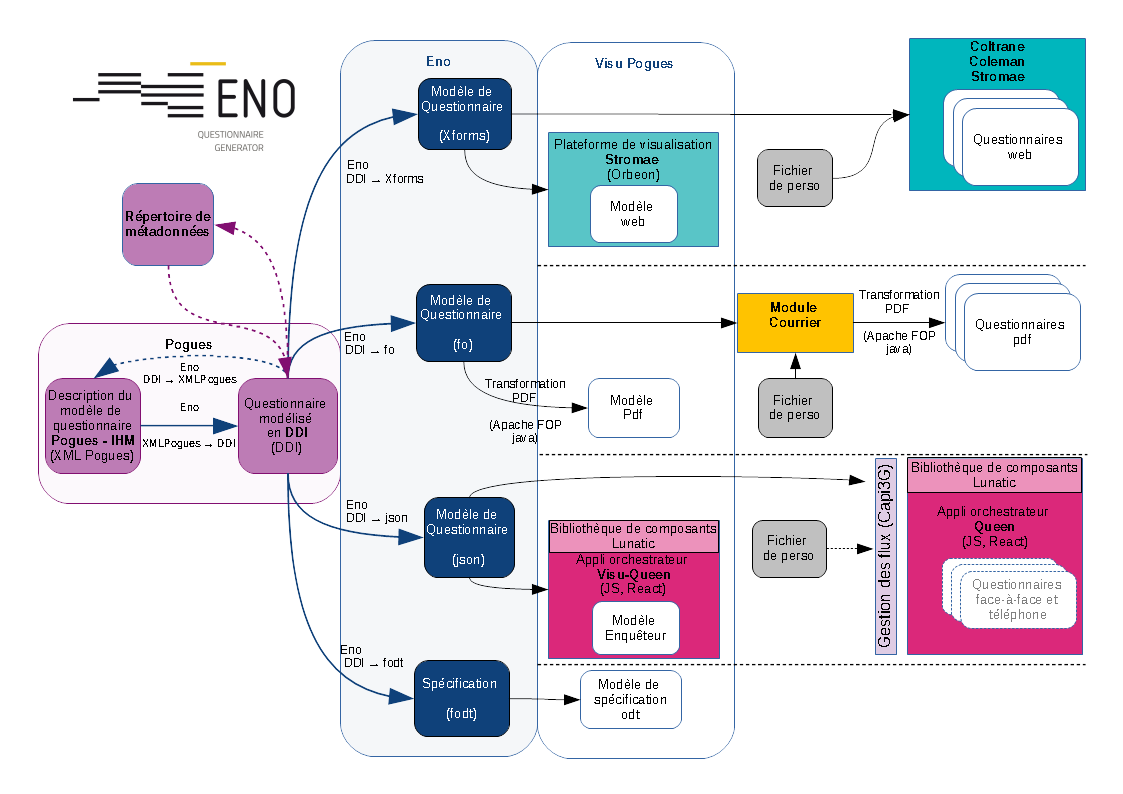 ENO
QUESTIONNAIRE
GENERATOR
Répertoire de
métadonnées
Pogues
Eno
DDI → XMLPogues
Eno
XMLPogues → DDI
Description du
modèle de
questionnaire
Pogues - IHM
(XML Pogues)
Questionnaire
modélisé
en DDI
(DDI)
Eno
Modèle de
Questionnaire
(Xforms)
Eno
DDI → Xforms
Modèle de
Questionnaire
(fo)
Eno
DDI → fo
Transformation
PDF
(Apache FOP
java)
Modèle de
Questionnaire
(json)
Eno
DDI → json
Eno
DDI → fodt
Spécification
(fodt)
Visu Pogues
Plateforme de visualisation
Stromae
(Orbeon)
Modèle
web
Modèle
Pdf
Bibliothèque de composants
Lunatic
Appli orchestrateur
Visu-Queen
(JS, React)
Modèle
Enquêteur
Modèle de
spécification
odt
Coltrane
Coleman
Stromae
Questionnaires
web
Fichier
de perso
Module
Courrier
Transformation
PDF
(Apache FOP
java)
Questionnaires
pdf
Fichier
de perso
Fichier
de perso
Gestion des flux (Capi3G)
Bibliothèque de composants
Lunatic
Appli orchestrateur
Queen
(JS, React)
Questionnaires
face-à-face et
téléphone